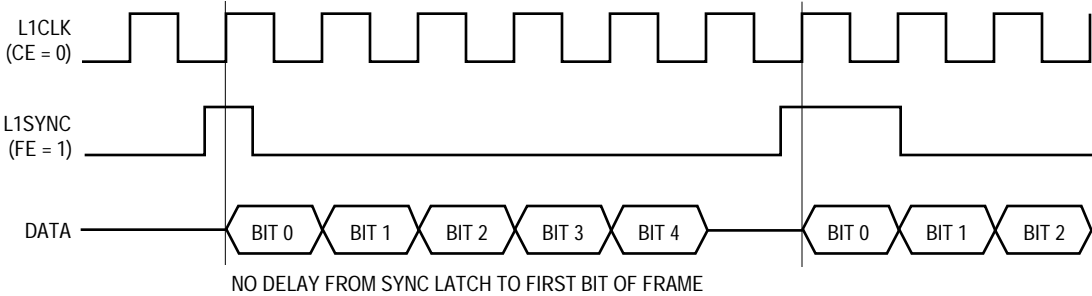 L1CLK
(CE = 0)
L1SYNC
(FE = 1)
DATA BIT 0 BIT 1 BIT 2 BIT 3 BIT 4 BIT 0 BIT 1 BIT 2
NO DELAY FROM SYNC LATCH TO FIRST BIT OF FRAME